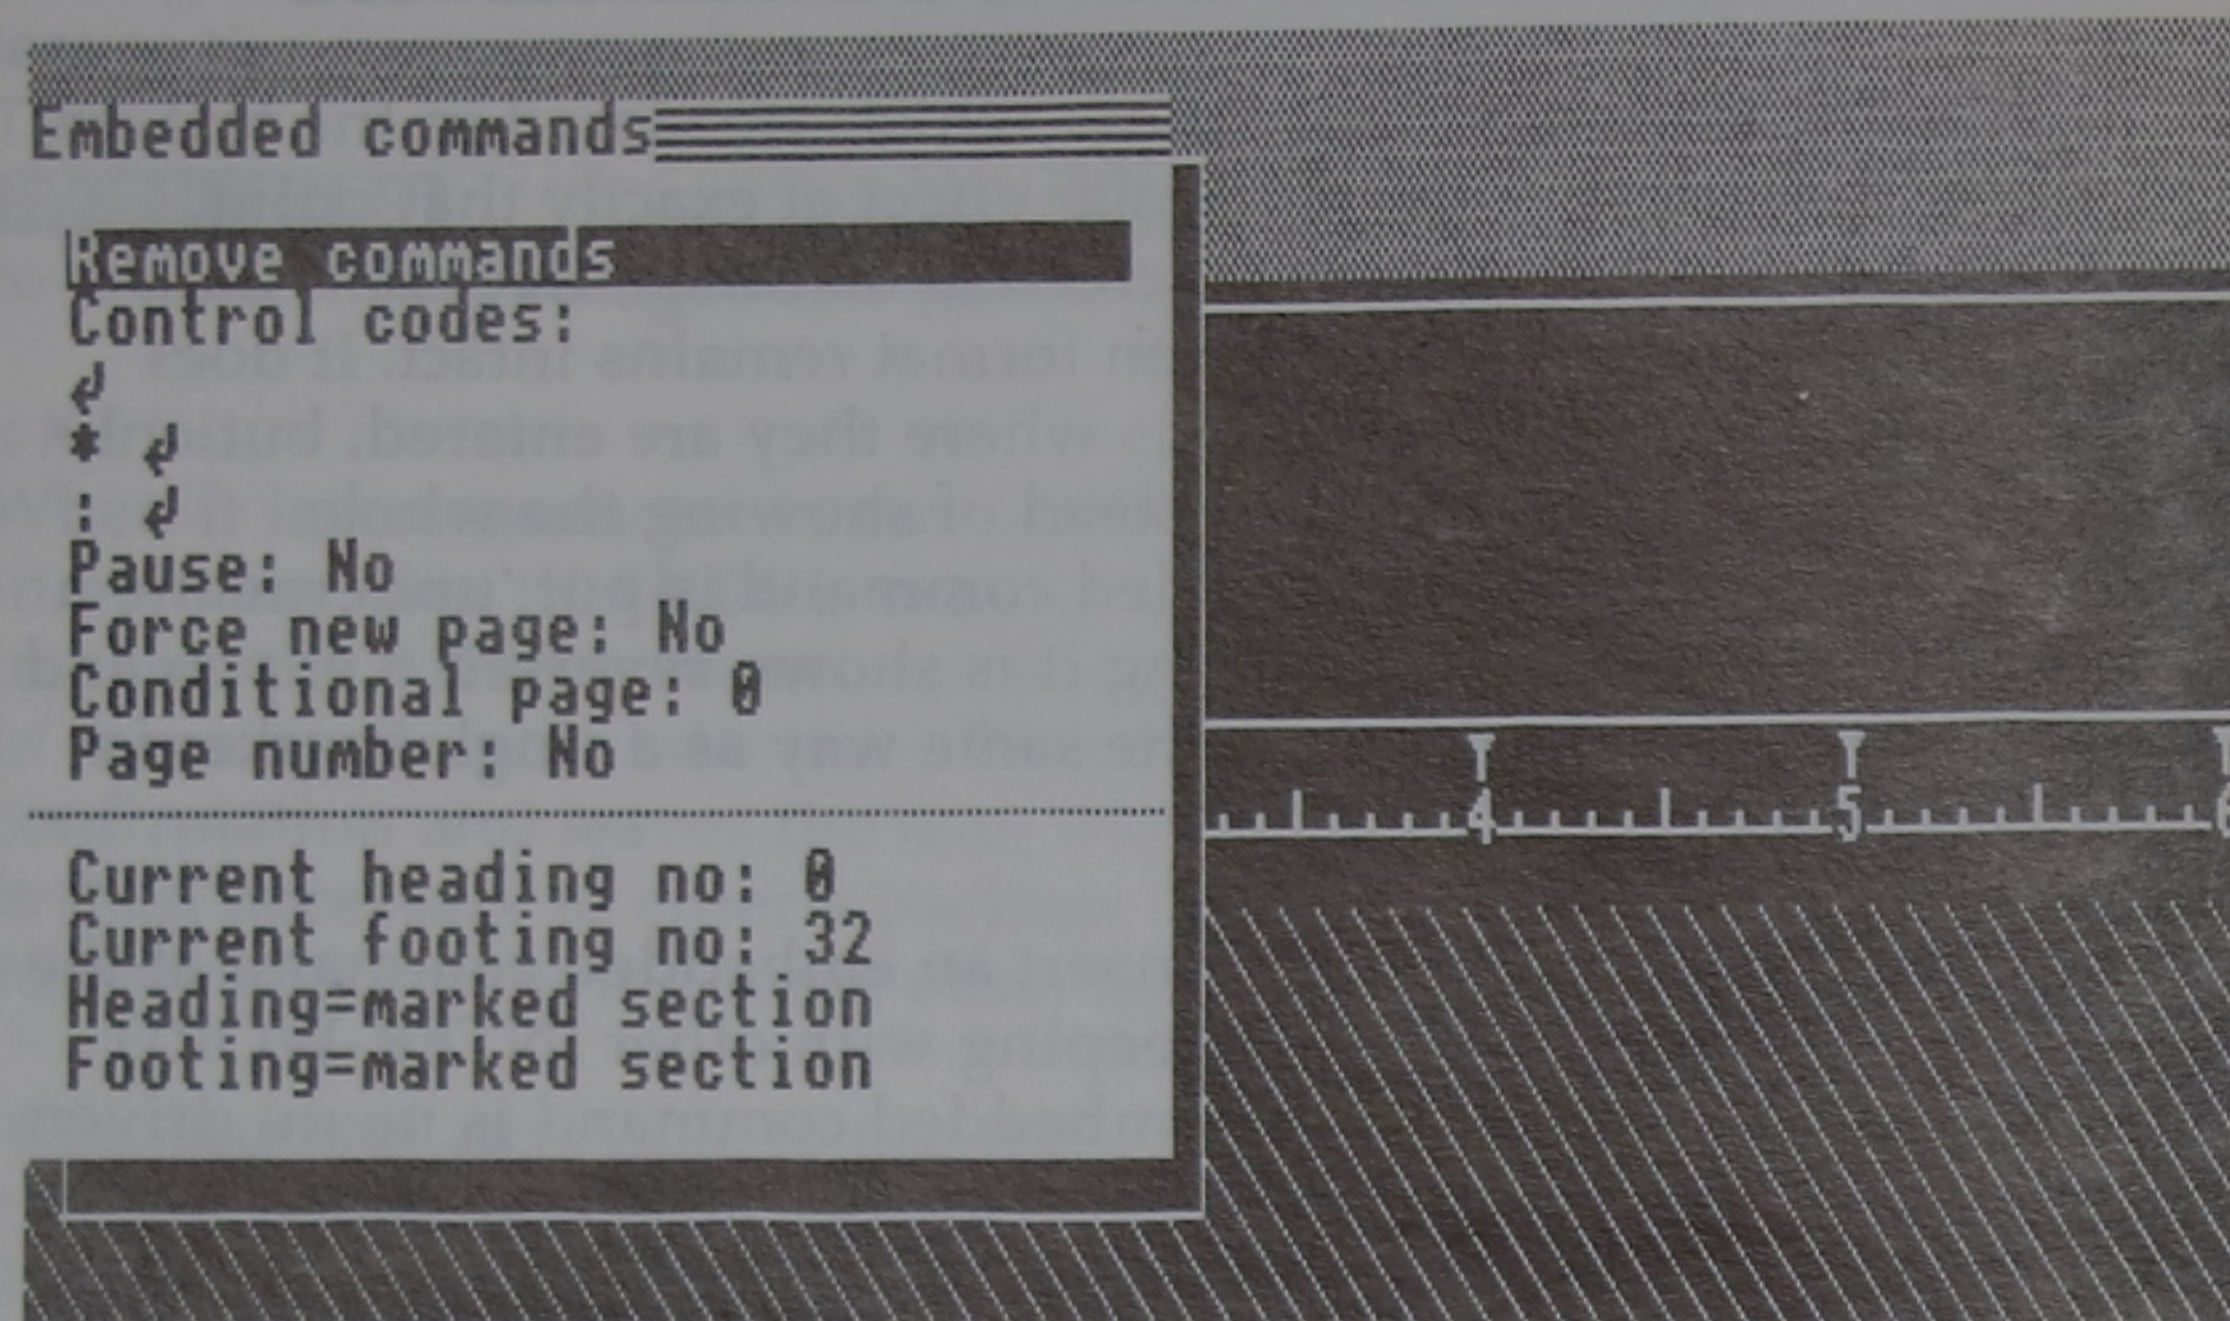 Embedded commands
Remove commands
Control codes:
↵
* ↵
: ↵
Pause: No
Force new page: No
Conditional page: 0
Page number: No
Current heading no: 0
Current footing no: 32
Heading=marked section
Footing=marked section
4 5 6